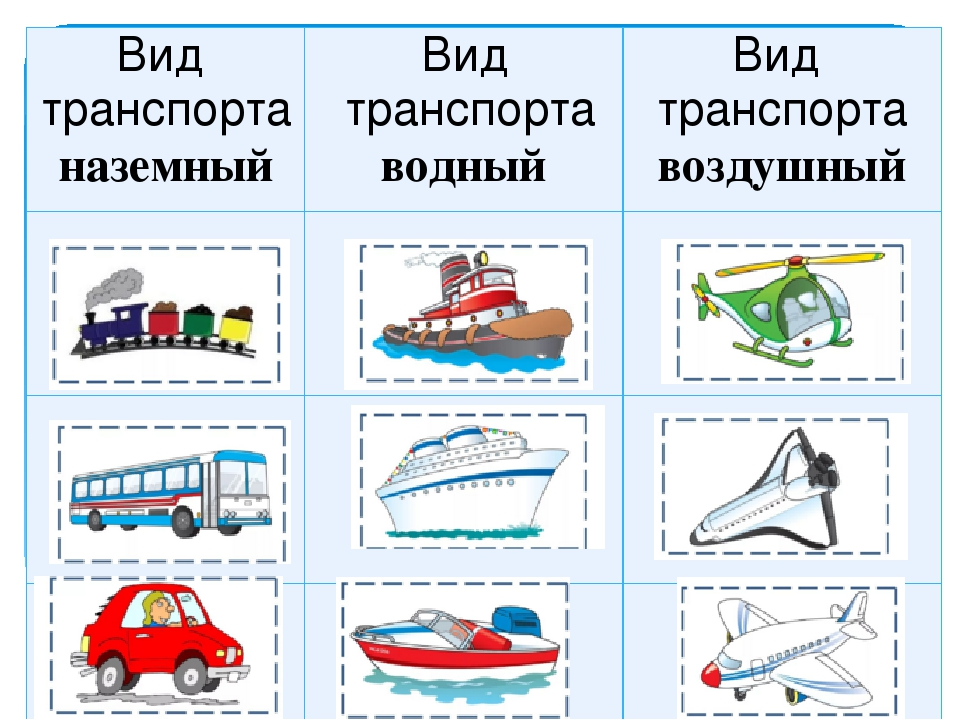 Вид
транспорта
наземный
Вид
транспорта
водный
Вид
транспорта
воздушный